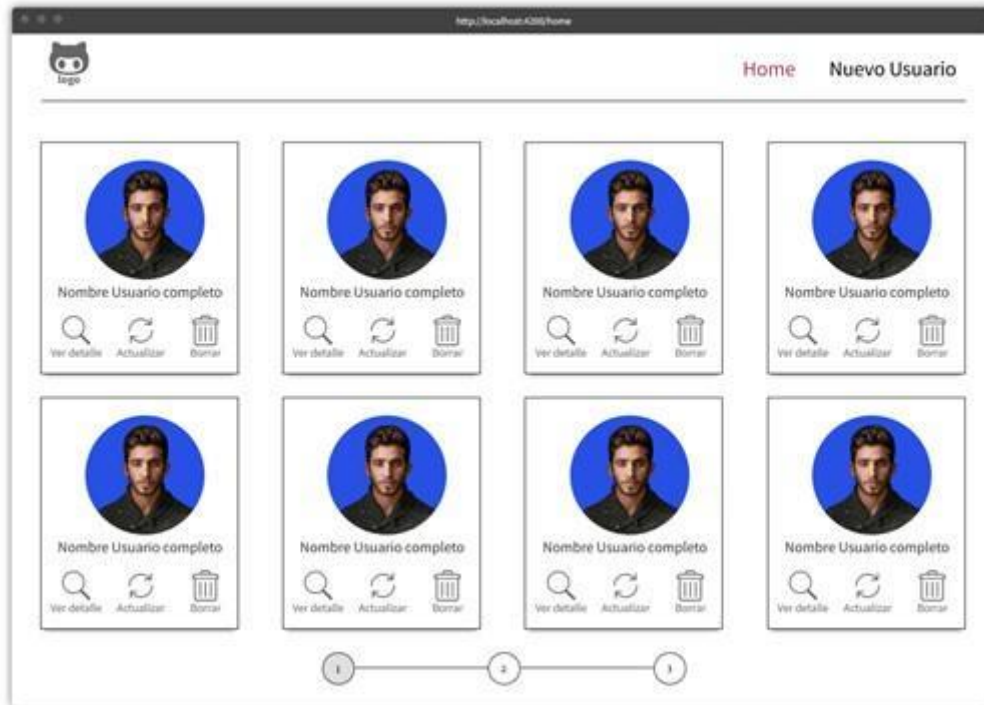 http://localhost:4200/home
logo
Home Nuevo Usuario
Nombre Usuario completo Nombre Usuario completo Nombre Usuario completo Nombre Usuario completo
Ver detalle Actualizar Borrar Ver detalle Actualizar Borrar Ver detalle Actualizar Borrar Ver detalle Actualizar Borrar
Nombre Usuario completo Nombre Usuario completo Nombre Usuario completo Nombre Usuario completo
Ver detalle Actualizar Borrar Ver detalle Actualizar Borrar Ver detalle Actualizar Borrar Ver detalle Actualizar Borrar
1 2 3